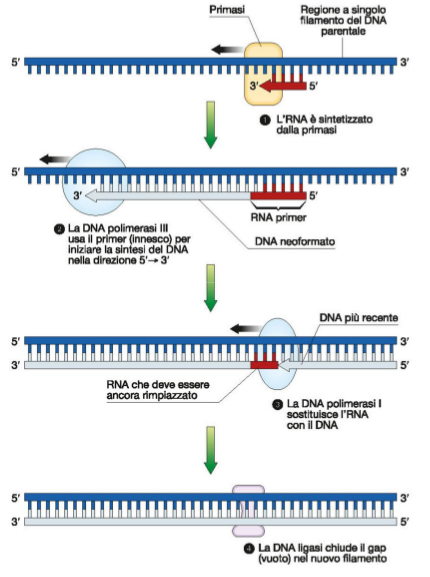 Primasi
Regione a singolo
filamento del DNA
parentale
5′
3′
3′
5′
❶ L'RNA è sintetizzato
dalla primasi
5′
3′
3′
5′
RNA primer
DNA neoformato
❷ La DNA polimerasi III
usa il primer (innesco) per
iniziare la sintesi del DNA
nella direzione 5′→ 3′
DNA più recente
5′
3′
3′
5′
RNA che deve essere
ancora rimpiazzato
❸ La DNA polimerasi I
sostituisce l'RNA
con il DNA
5′
3′
3′
5′
❹ La DNA ligasi chiude il gap
(vuoto) nel nuovo filamento